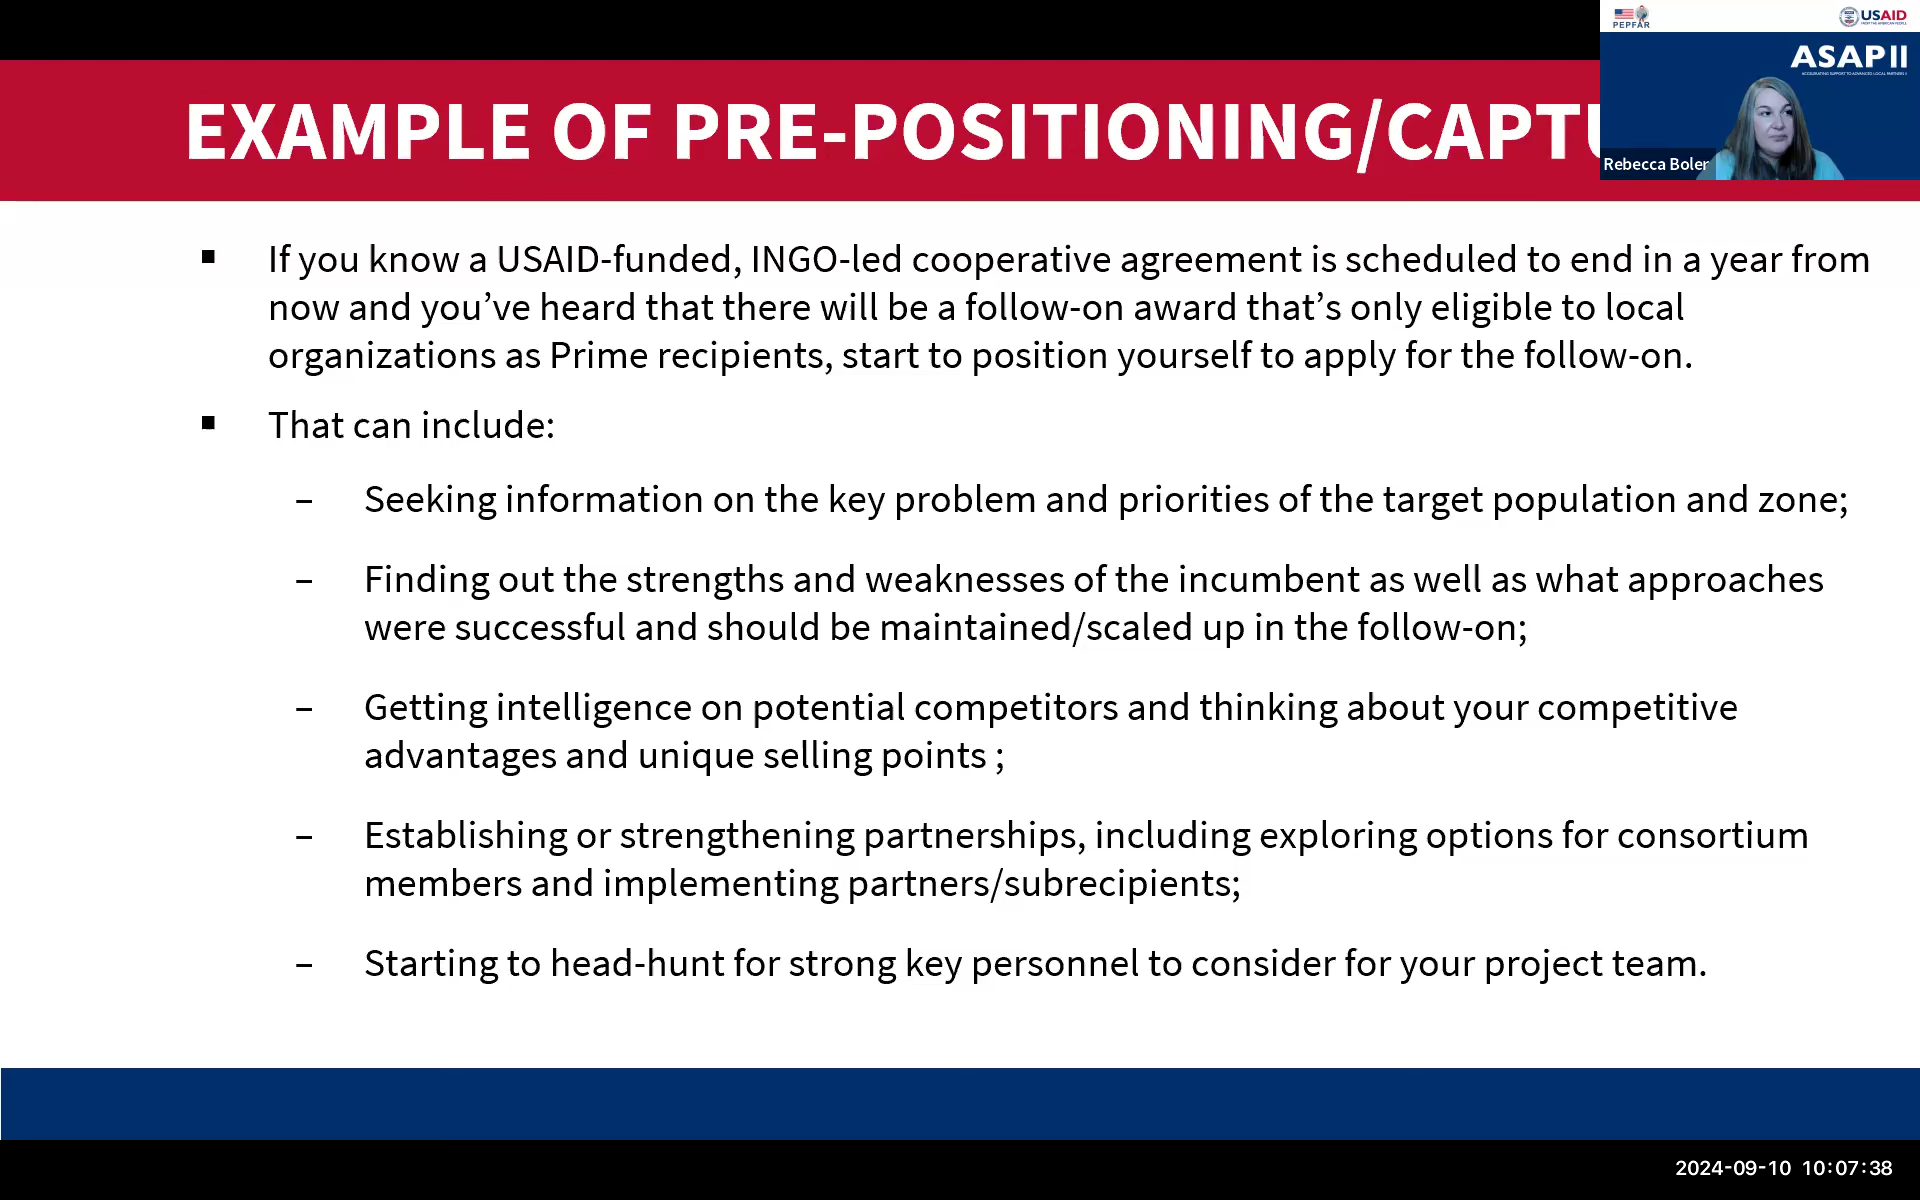 PEPFAR
USAID
ASAP II
ACCELERATING SUPPORT TO ADVANCED LOCAL PARTNERS II
Rebecca Boler
EXAMPLE OF PRE-POSITIONING/CAPTU
▪ If you know a USAID-funded, INGO-led cooperative agreement is scheduled to end in a year from
now and you’ve heard that there will be a follow-on award that’s only eligible to local
organizations as Prime recipients, start to position yourself to apply for the follow-on.
▪ That can include:
– Seeking information on the key problem and priorities of the target population and zone;
– Finding out the strengths and weaknesses of the incumbent as well as what approaches
were successful and should be maintained/scaled up in the follow-on;
– Getting intelligence on potential competitors and thinking about your competitive
advantages and unique selling points ;
– Establishing or strengthening partnerships, including exploring options for consortium
members and implementing partners/subrecipients;
– Starting to head-hunt for strong key personnel to consider for your project team.
2024-09-10 10:07:38